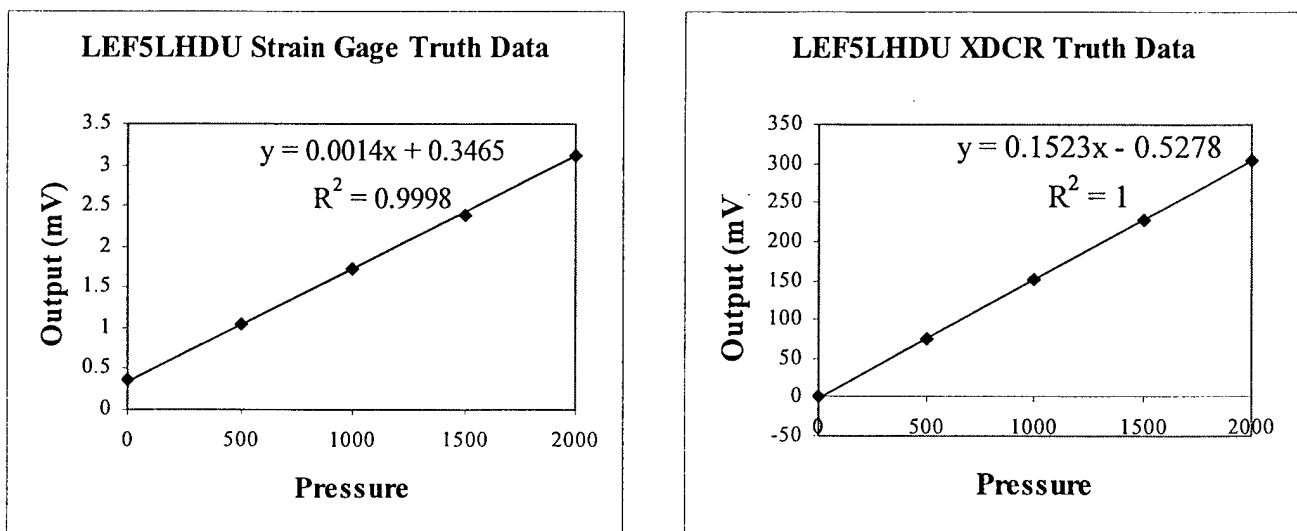 LEF5LHDU Strain Gage Truth Data
y = 0.0014x + 0.3465
R² = 0.9998
3.5
3
2.5
2
1.5
1
0.5
0
0 500 1000 1500 2000
Output (mV)
Pressure
LEF5LHDU XDCR Truth Data
y = 0.1523x - 0.5278
R² = 1
350
300
250
200
150
100
50
0
-50
0 500 1000 1500 2000
Output (mV)
Pressure